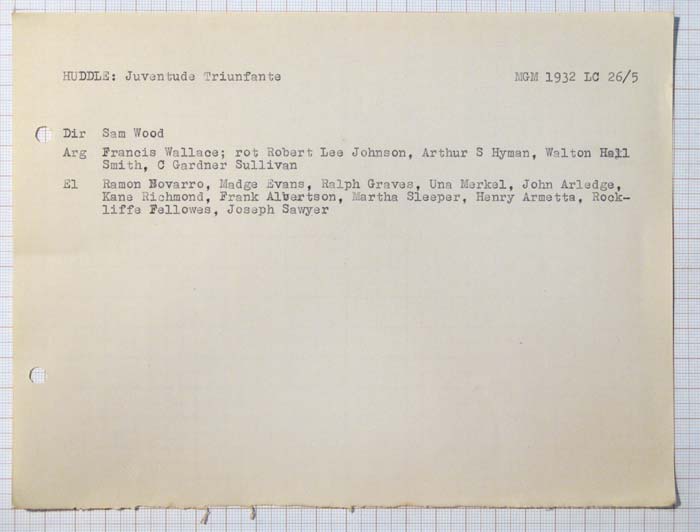 HUDDLE: Juventude Triunfante MGM 1932 LC 26/5
Dir Sam Wood
Arg Francis Wallace; rot Robert Lee Johnson, Arthur S Hyman, Walton Hall
Smith, C Gardner Sullivan
El Ramon Novarro, Madge Evans, Ralph Graves, Una Merkel, John Arledge,
Kane Richmond, Frank Albertson, Martha Sleeper, Henry Armetta, Rock-
liffe Fellowes, Joseph Sawyer